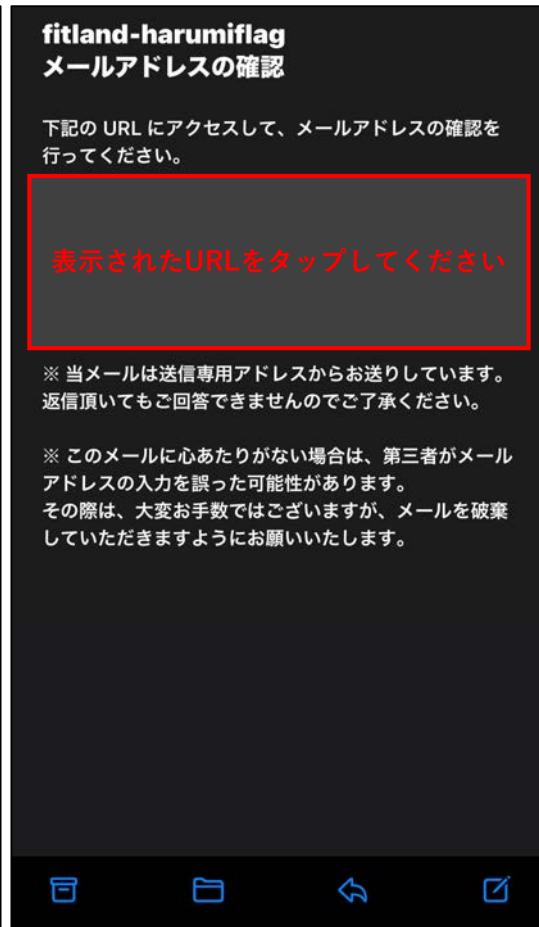 fitland-harumiflag
メールアドレスの確認
下記の URL にアクセスして、メールアドレスの確認を
行ってください。
表示されたURLをタップしてください
※ 当メールは送信専用アドレスからお送りしています。
返信頂いてもご回答できませんのでご了承ください。
※ このメールに心あたりがない場合は、第三者がメール
アドレスの入力を誤った可能性があります。
その際は、大変お手数ではございますが、メールを破棄
していただきますようにお願いいたします。